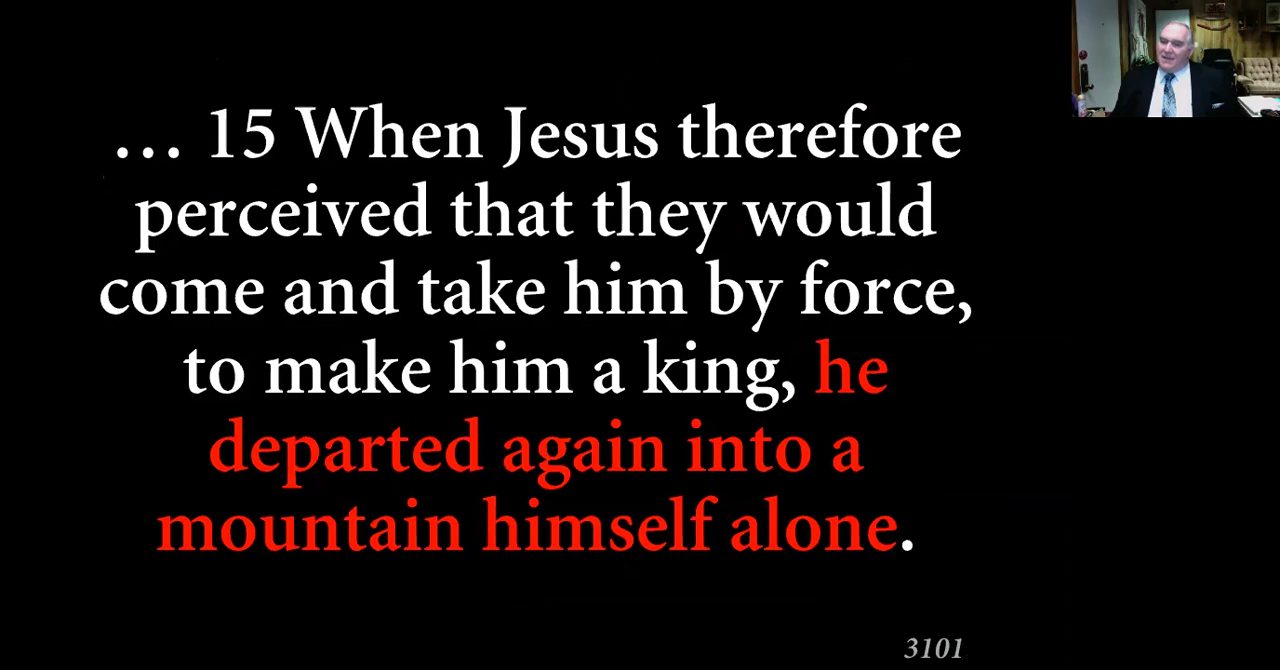 … 15 When Jesus therefore
perceived that they would
come and take him by force,
to make him a king, he
departed again into a
mountain himself alone.
3101